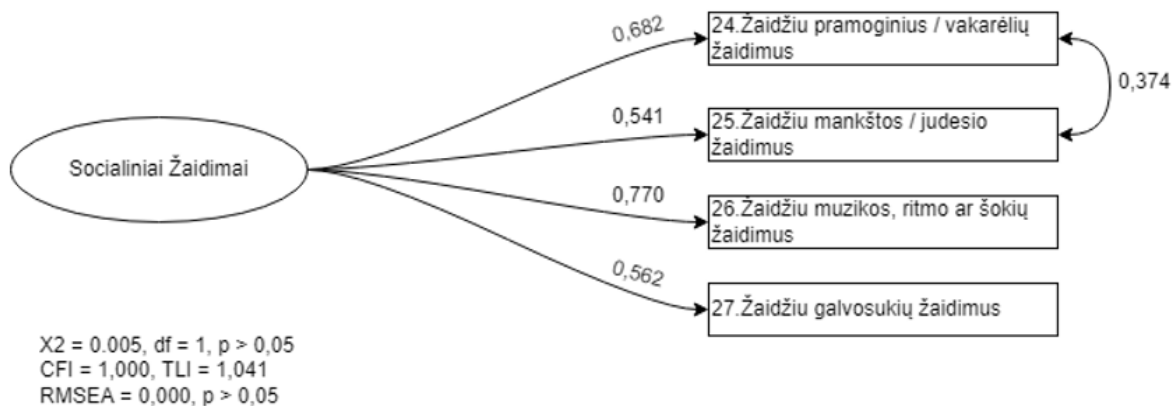 0,682
24.Žaidžiu pramoginius / vakarėlių
žaidimus
0,374
0,541
25.Žaidžiu mankštos / judesio
žaidimus
Socialiniai Žaidimai
0,770
26.Žaidžiu muzikos, ritmo ar šokių
žaidimus
0,562
27.Žaidžiu galvosukių žaidimus
X2 = 0.005, df = 1, p > 0,05
CFI = 1,000, TLI = 1,041
RMSEA = 0,000, p > 0,05